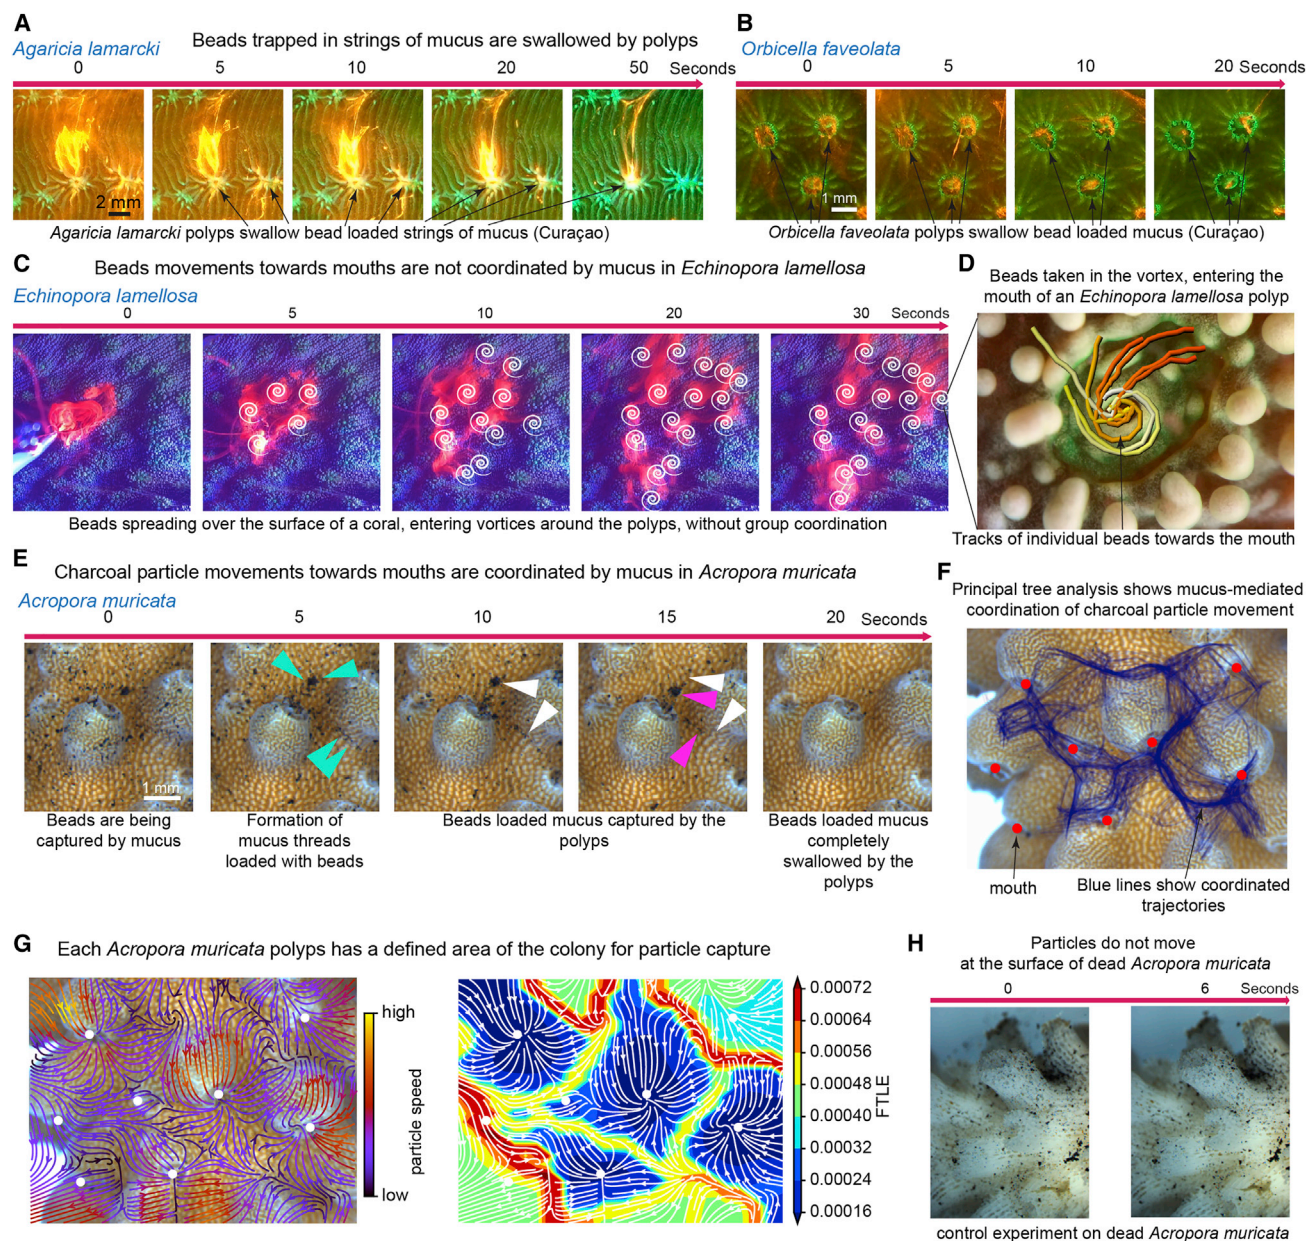 A
Agaricia lamarcki
Beads trapped in strings of mucus are swallowed by polyps
0 5 10 20 50 Seconds
2 mm
Agaricia lamarcki polyps swallow bead loaded strings of mucus (Curaçao)
B
Orbicella faveolata
0 5 10 20 Seconds
1 mm
Orbicella faveolata polyps swallow bead loaded mucus (Curaçao)
C
Beads movements towards mouths are not coordinated by mucus in Echinopora lamellosa
Echinopora lamellosa
0 5 10 20 30 Seconds
Beads spreading over the surface of a coral, entering vortices around the polyps, without group coordination
D
Beads taken in the vortex, entering the
mouth of an Echinopora lamellosa polyp
Tracks of individual beads towards the mouth
E
Charcoal particle movements towards mouths are coordinated by mucus in Acropora muricata
Acropora muricata
0 5 10 15 20 Seconds
1 mm
Beads are being
captured by mucus
Formation of
mucus threads
loaded with beads
Beads loaded mucus captured by the
polyps
Beads loaded mucus
completely
swallowed by the
polyps
F
Principal tree analysis shows mucus-mediated
coordination of charcoal particle movement
mouth
Blue lines show coordinated
trajectories
G
Each Acropora muricata polyps has a defined area of the colony for particle capture
high
particle speed
low
0.00072
0.00064
0.00056
0.00048
0.00040
0.00032
0.00024
0.00016
FTLE
H
Particles do not move
at the surface of dead Acropora muricata
0 6 Seconds
control experiment on dead Acropora muricata